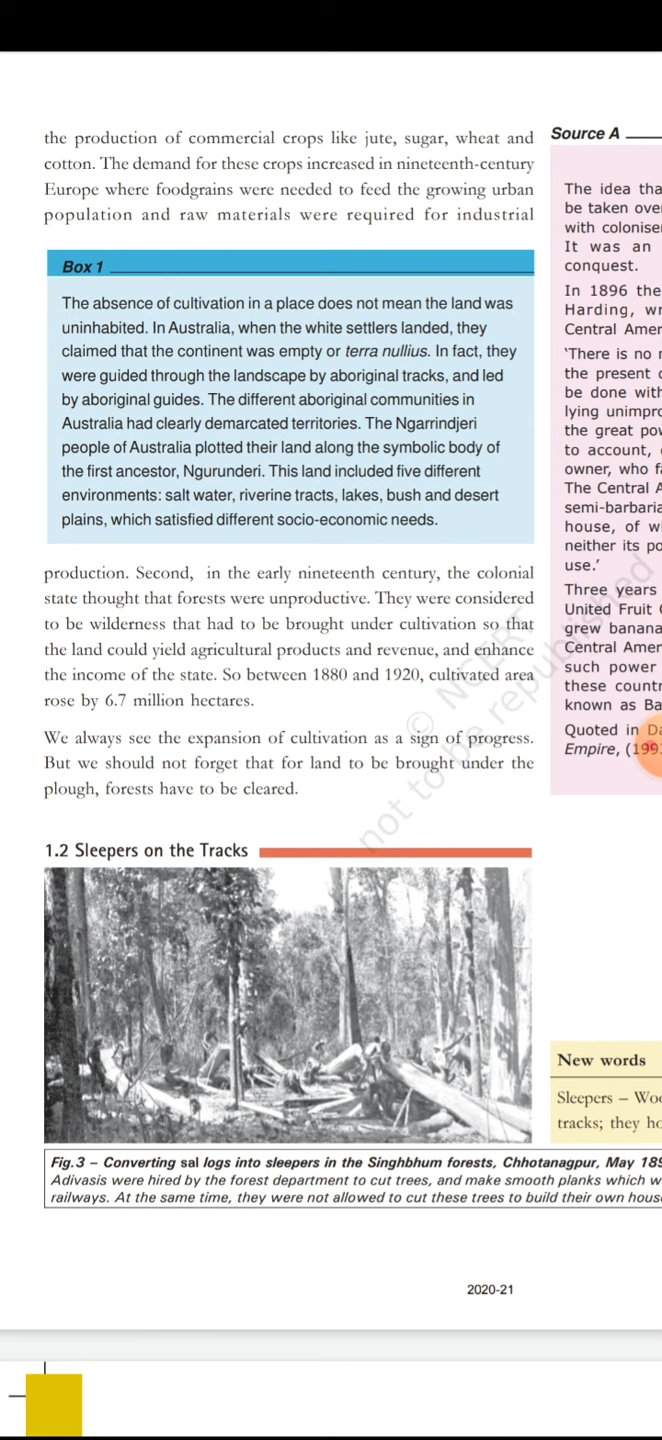 the production of commercial crops like jute, sugar, wheat and
cotton. The demand for these crops increased in nineteenth-century
Europe where foodgrains were needed to feed the growing urban
population and raw materials were required for industrial
Box 1
The absence of cultivation in a place does not mean the land was
uninhabited. In Australia, when the white settlers landed, they
claimed that the continent was empty or terra nullius. In fact, they
were guided through the landscape by aboriginal tracks, and led
by aboriginal guides. The different aboriginal communities in
Australia had clearly demarcated territories. The Ngarrindjeri
people of Australia plotted their land along the symbolic body of
the first ancestor, Ngurunderi. This land included five different
environments: salt water, riverine tracts, lakes, bush and desert
plains, which satisfied different socio-economic needs.
production. Second, in the early nineteenth century, the colonial
state thought that forests were unproductive. They were considered
to be wilderness that had to be brought under cultivation so that
the land could yield agricultural products and revenue, and enhance
the income of the state. So between 1880 and 1920, cultivated area
rose by 6.7 million hectares.
We always see the expansion of cultivation as a sign of progress.
But we should not forget that for land to be brought under the
plough, forests have to be cleared.
1.2 Sleepers on the Tracks
Fig.3 – Converting sal logs into sleepers in the Singhbhum forests, Chhotanagpur, May 189
Adivasis were hired by the forest department to cut trees, and make smooth planks which w
railways. At the same time, they were not allowed to cut these trees to build their own hous
Source A
The idea tha
be taken ove
with colonise
It was an
conquest.
In 1896 the
Harding, wr
Central Amer
'There is no
the present
be done with
lying unimpro
the great pow
to account,
owner, who fa
The Central A
semi-barbaria
house, of w
neither its po
use.'
Three years
United Fruit
grew banana
Central Amer
such power
these countr
known as Ba
Quoted in Da
Empire, (199
New words
Sleepers – Woo
tracks; they ho
© NCERT
not to be republished
2020-21